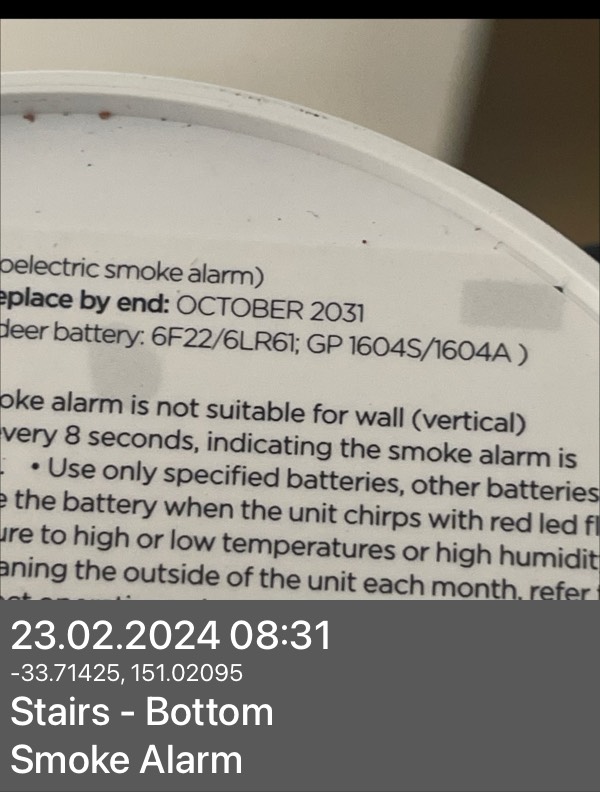 oelectric smoke alarm)
eplace by end: OCTOBER 2031
deer battery: 6F22/6LR61; GP 1604S/1604A )
oke alarm is not suitable for wall (vertical)
very 8 seconds, indicating the smoke alarm is
• Use only specified batteries, other batteries
e the battery when the unit chirps with red led fl
ure to high or low temperatures or high humidit
aning the outside of the unit each month, refer
23.02.2024 08:31
-33.71425, 151.02095
Stairs - Bottom
Smoke Alarm